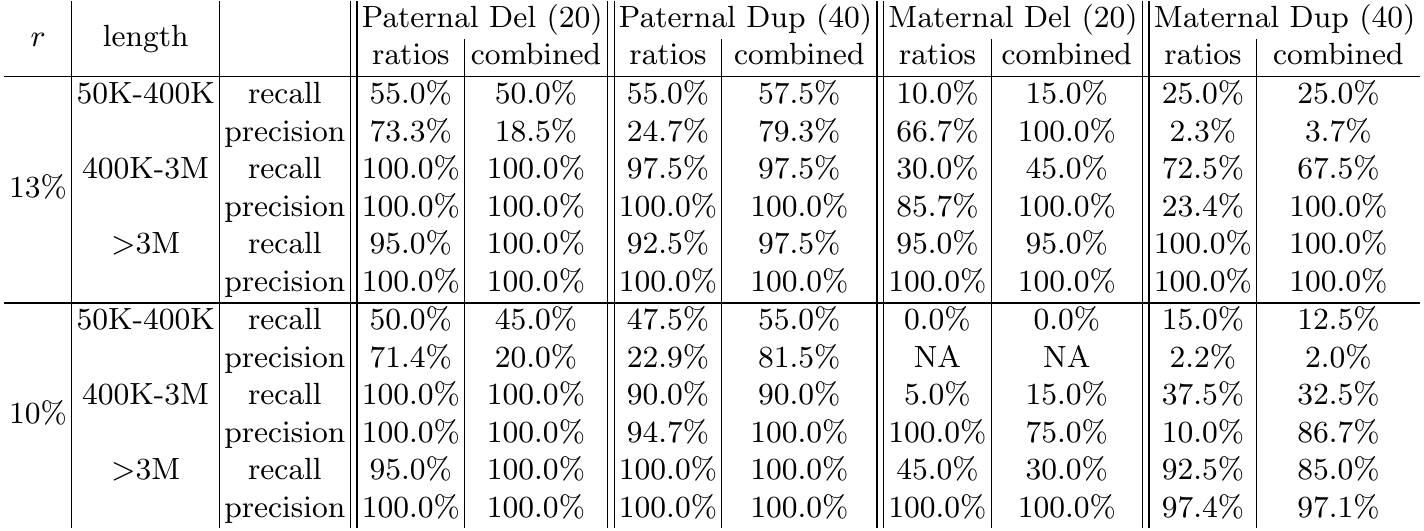 r length Paternal Del (20) Paternal Dup (40) Maternal Del (20) Maternal Dup (40)
ratios combined ratios combined ratios combined ratios combined
13% 50K-400K recall 55.0% 50.0% 55.0% 57.5% 10.0% 15.0% 25.0% 25.0%
precision 73.3% 18.5% 24.7% 79.3% 66.7% 100.0% 2.3% 3.7%
400K-3M recall 100.0% 100.0% 97.5% 97.5% 30.0% 45.0% 72.5% 67.5%
precision 100.0% 100.0% 100.0% 100.0% 85.7% 100.0% 23.4% 100.0%
>3M recall 95.0% 100.0% 92.5% 97.5% 95.0% 95.0% 100.0% 100.0%
precision 100.0% 100.0% 100.0% 100.0% 100.0% 100.0% 100.0% 100.0%
10% 50K-400K recall 50.0% 45.0% 47.5% 55.0% 0.0% 0.0% 15.0% 12.5%
precision 71.4% 20.0% 22.9% 81.5% NA NA 2.2% 2.0%
400K-3M recall 100.0% 100.0% 90.0% 90.0% 5.0% 15.0% 37.5% 32.5%
precision 100.0% 100.0% 94.7% 100.0% 100.0% 75.0% 10.0% 86.7%
>3M recall 95.0% 100.0% 100.0% 100.0% 45.0% 30.0% 92.5% 85.0%
precision 100.0% 100.0% 100.0% 100.0% 100.0% 100.0% 97.4% 97.1%